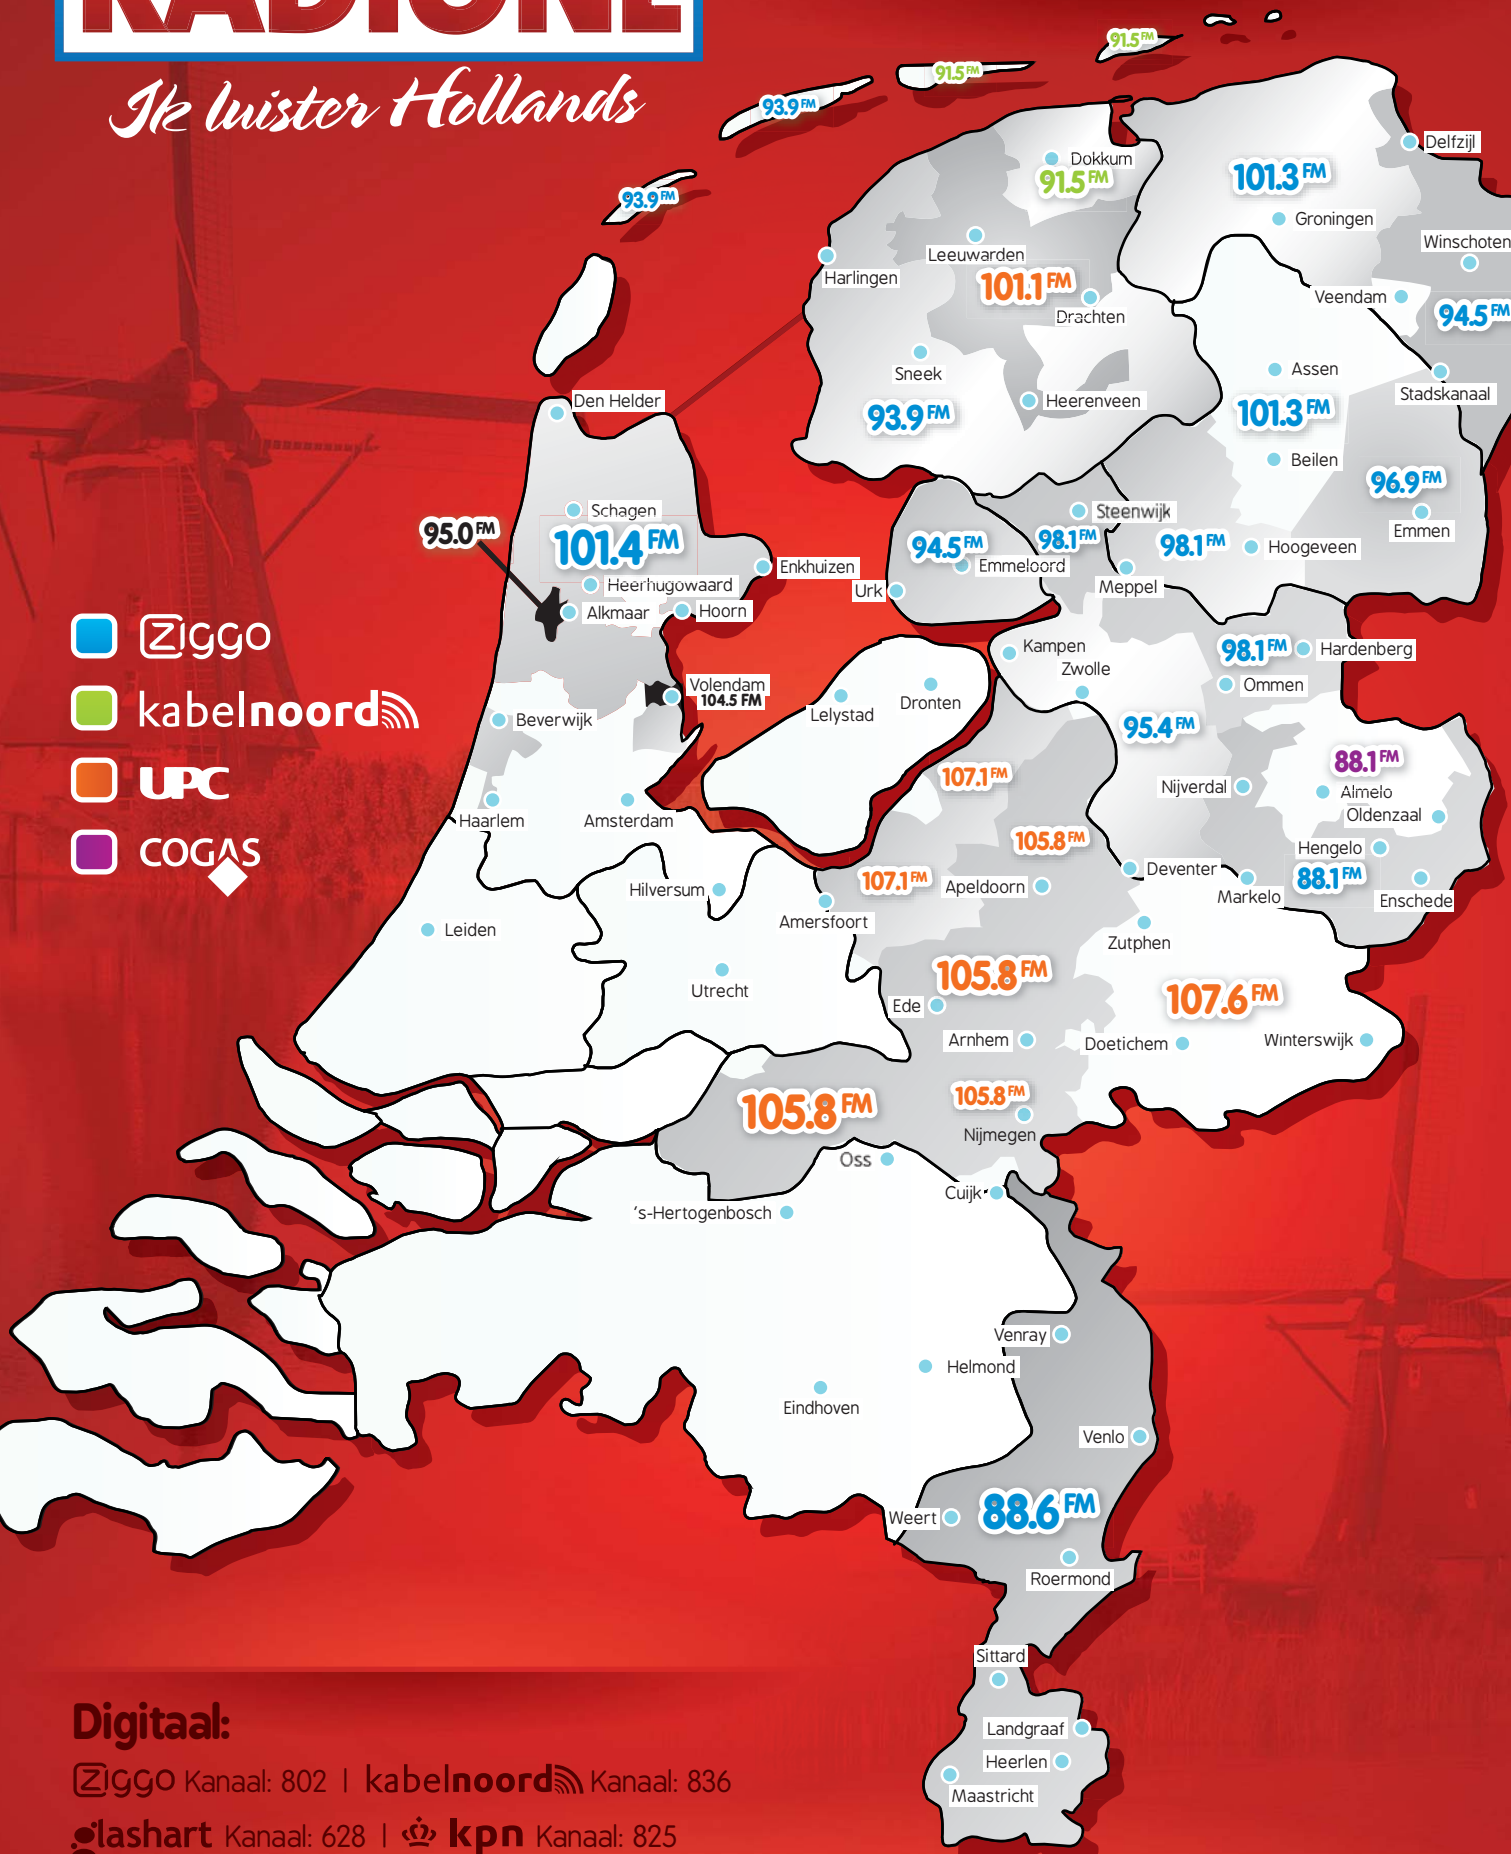 RADIONL
Ik luister Hollands
91.5 FM
91.5 FM
93.9 FM
93.9 FM
Dokkum
91.5 FM
Delfzijl
101.3 FM
Groningen
Winschoten
Leeuwarden
Harlingen
101.1 FM
Drachten
Veendam
94.5 FM
Sneek
Assen
Stadskanaal
Den Helder
Heerenveen
93.9 FM
101.3 FM
Beilen
96.9 FM
Emmen
Schagen
95.0 FM
101.4 FM
Steenwijk
94.5 FM
98.1 FM
98.1 FM
Hoogeveen
Enkhuizen
Emmeloord
Urk
Meppel
Heerhugowaard
Alkmaar
Hoorn
Ziggo
kabelnoord
UPC
COGAS
Kampen
Zwolle
98.1 FM
Hardenberg
Ommen
Volendam
104.5 FM
Beverwijk
Lelystad
Dronten
95.4 FM
107.1 FM
88.1 FM
Nijverdal
Almelo
Oldenzaal
Haarlem
Amsterdam
105.8 FM
Hengelo
88.1 FM
Deventer
Hilversum
107.1 FM
Apeldoorn
Markelo
Enschede
Amersfoort
Leiden
Zutphen
Utrecht
105.8 FM
107.6 FM
Ede
Arnhem
Doetichem
Winterswijk
105.8 FM
105.8 FM
Nijmegen
Oss
Cuijk
‘s-Hertogenbosch
Venray
Helmond
Eindhoven
Venlo
Weert
88.6 FM
Roermond
Sittard
Landgraaf
Heerlen
Maastricht
Digitaal:
Ziggo Kanaal: 802 | kabelnoord Kanaal: 836
glashart Kanaal: 628 | kpn Kanaal: 825